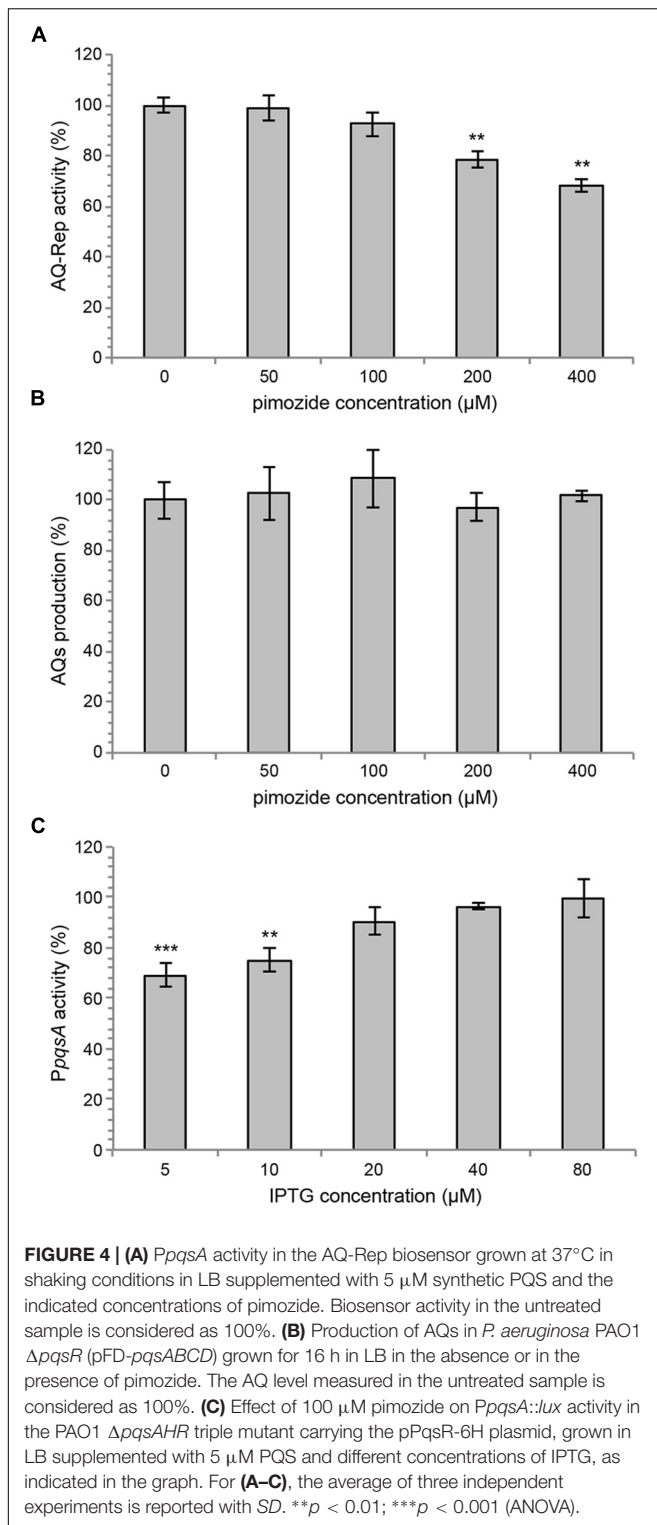 A
AQ-Rep activity (%)
120
100
80
60
40
20
0
**
**
0 50 100 200 400
pimozide concentration (µM)
B
AQs production (%)
120
100
80
60
40
20
0
0 50 100 200 400
pimozide concentration (µM)
C
PpqsA activity (%)
120
100
80
60
40
20
0
***
**
5 10 20 40 80
IPTG concentration (µM)
FIGURE 4 | (A) PpqsA activity in the AQ-Rep biosensor grown at 37°C in
shaking conditions in LB supplemented with 5 µM synthetic PQS and the
indicated concentrations of pimozide. Biosensor activity in the untreated
sample is considered as 100%. (B) Production of AQs in P. aeruginosa PAO1
ΔpqsR (pFD-pqsABCD) grown for 16 h in LB in the absence or in the
presence of pimozide. The AQ level measured in the untreated sample is
considered as 100%. (C) Effect of 100 µM pimozide on PpqsA::lux activity in
the PAO1 ΔpqsAHR triple mutant carrying the pPqsR-6H plasmid, grown in
LB supplemented with 5 µM PQS and different concentrations of IPTG, as
indicated in the graph. For (A–C), the average of three independent
experiments is reported with SD. **p < 0.01; ***p < 0.001 (ANOVA).